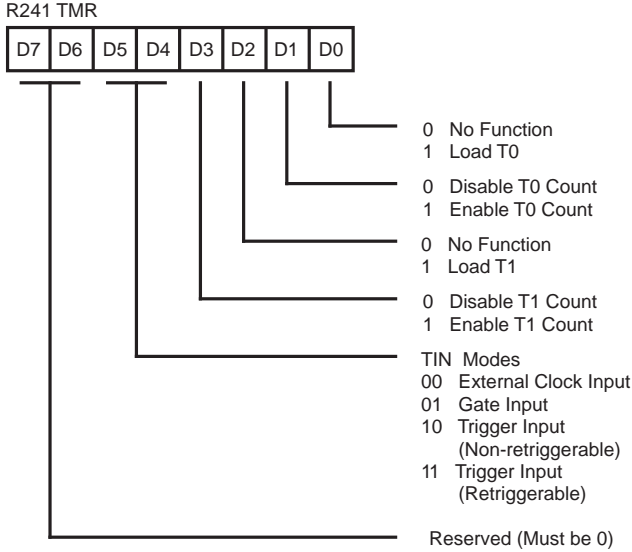 R241 TMR
D7 D6 D5 D4 D3 D2 D1 D0
0 No Function
1 Load T0
0 Disable T0 Count
1 Enable T0 Count
0 No Function
1 Load T1
0 Disable T1 Count
1 Enable T1 Count
TIN Modes
00 External Clock Input
01 Gate Input
10 Trigger Input
(Non-retriggerable)
11 Trigger Input
(Retriggerable)
Reserved (Must be 0)